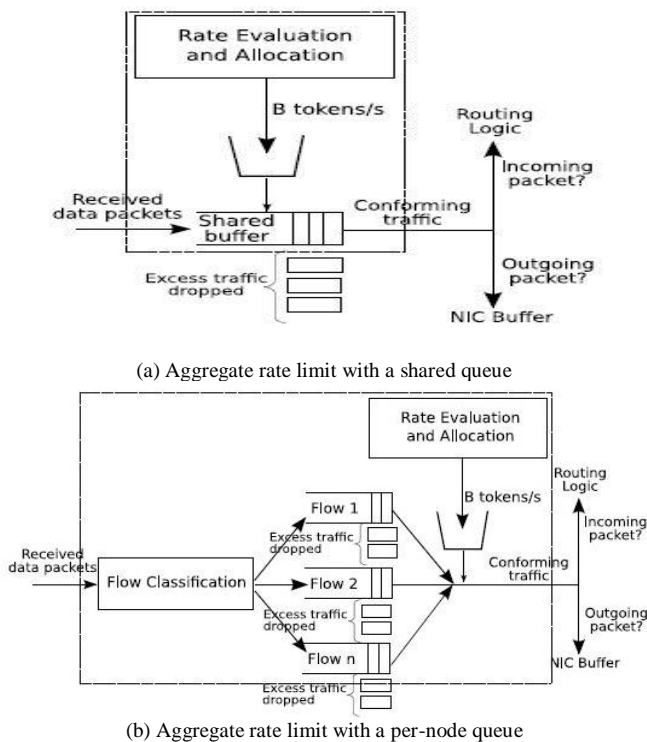 Rate Evaluation
and Allocation
B tokens/s
Routing
Logic
Incoming
packet?
Received
data packets
Shared
buffer
Conforming
traffic
Excess traffic
dropped
Outgoing
packet?
NIC Buffer
(a) Aggregate rate limit with a shared queue
Rate Evaluation
and Allocation
B tokens/s
Routing
Logic
Incoming
packet?
Flow 1
Excess traffic
dropped
Received
data packets
Flow Classification
Flow 2
Conforming
traffic
Excess traffic
dropped
Outgoing
packet?
Flow n
NIC Buffer
Excess traffic
dropped
(b) Aggregate rate limit with a per-node queue